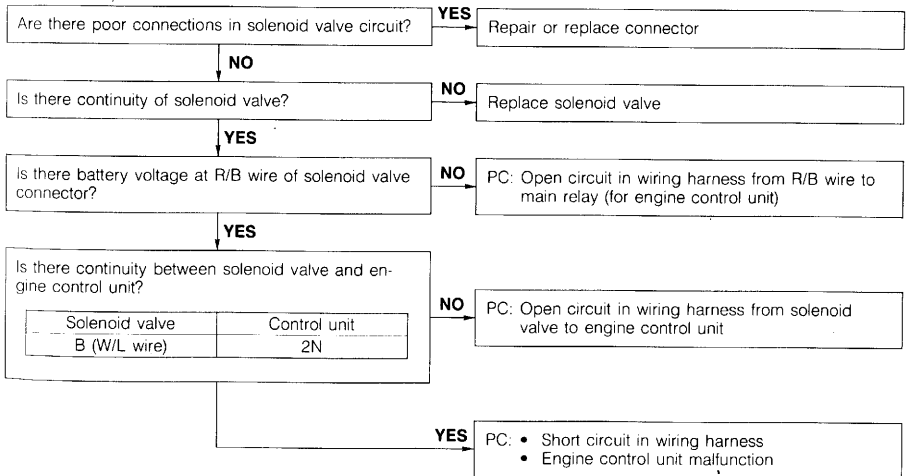 Are there poor connections in solenoid valve circuit?
YES
Repair or replace connector
NO
Is there continuity of solenoid valve?
NO
Replace solenoid valve
YES
Is there battery voltage at R/B wire of solenoid valve
connector?
NO
PC: Open circuit in wiring harness from R/B wire to
main relay (for engine control unit)
YES
Is there continuity between solenoid valve and en-
gine control unit?
Solenoid valve Control unit
B (W/L wire) 2N
NO
PC: Open circuit in wiring harness from solenoid
valve to engine control unit
YES
PC: • Short circuit in wiring harness
• Engine control unit malfunction